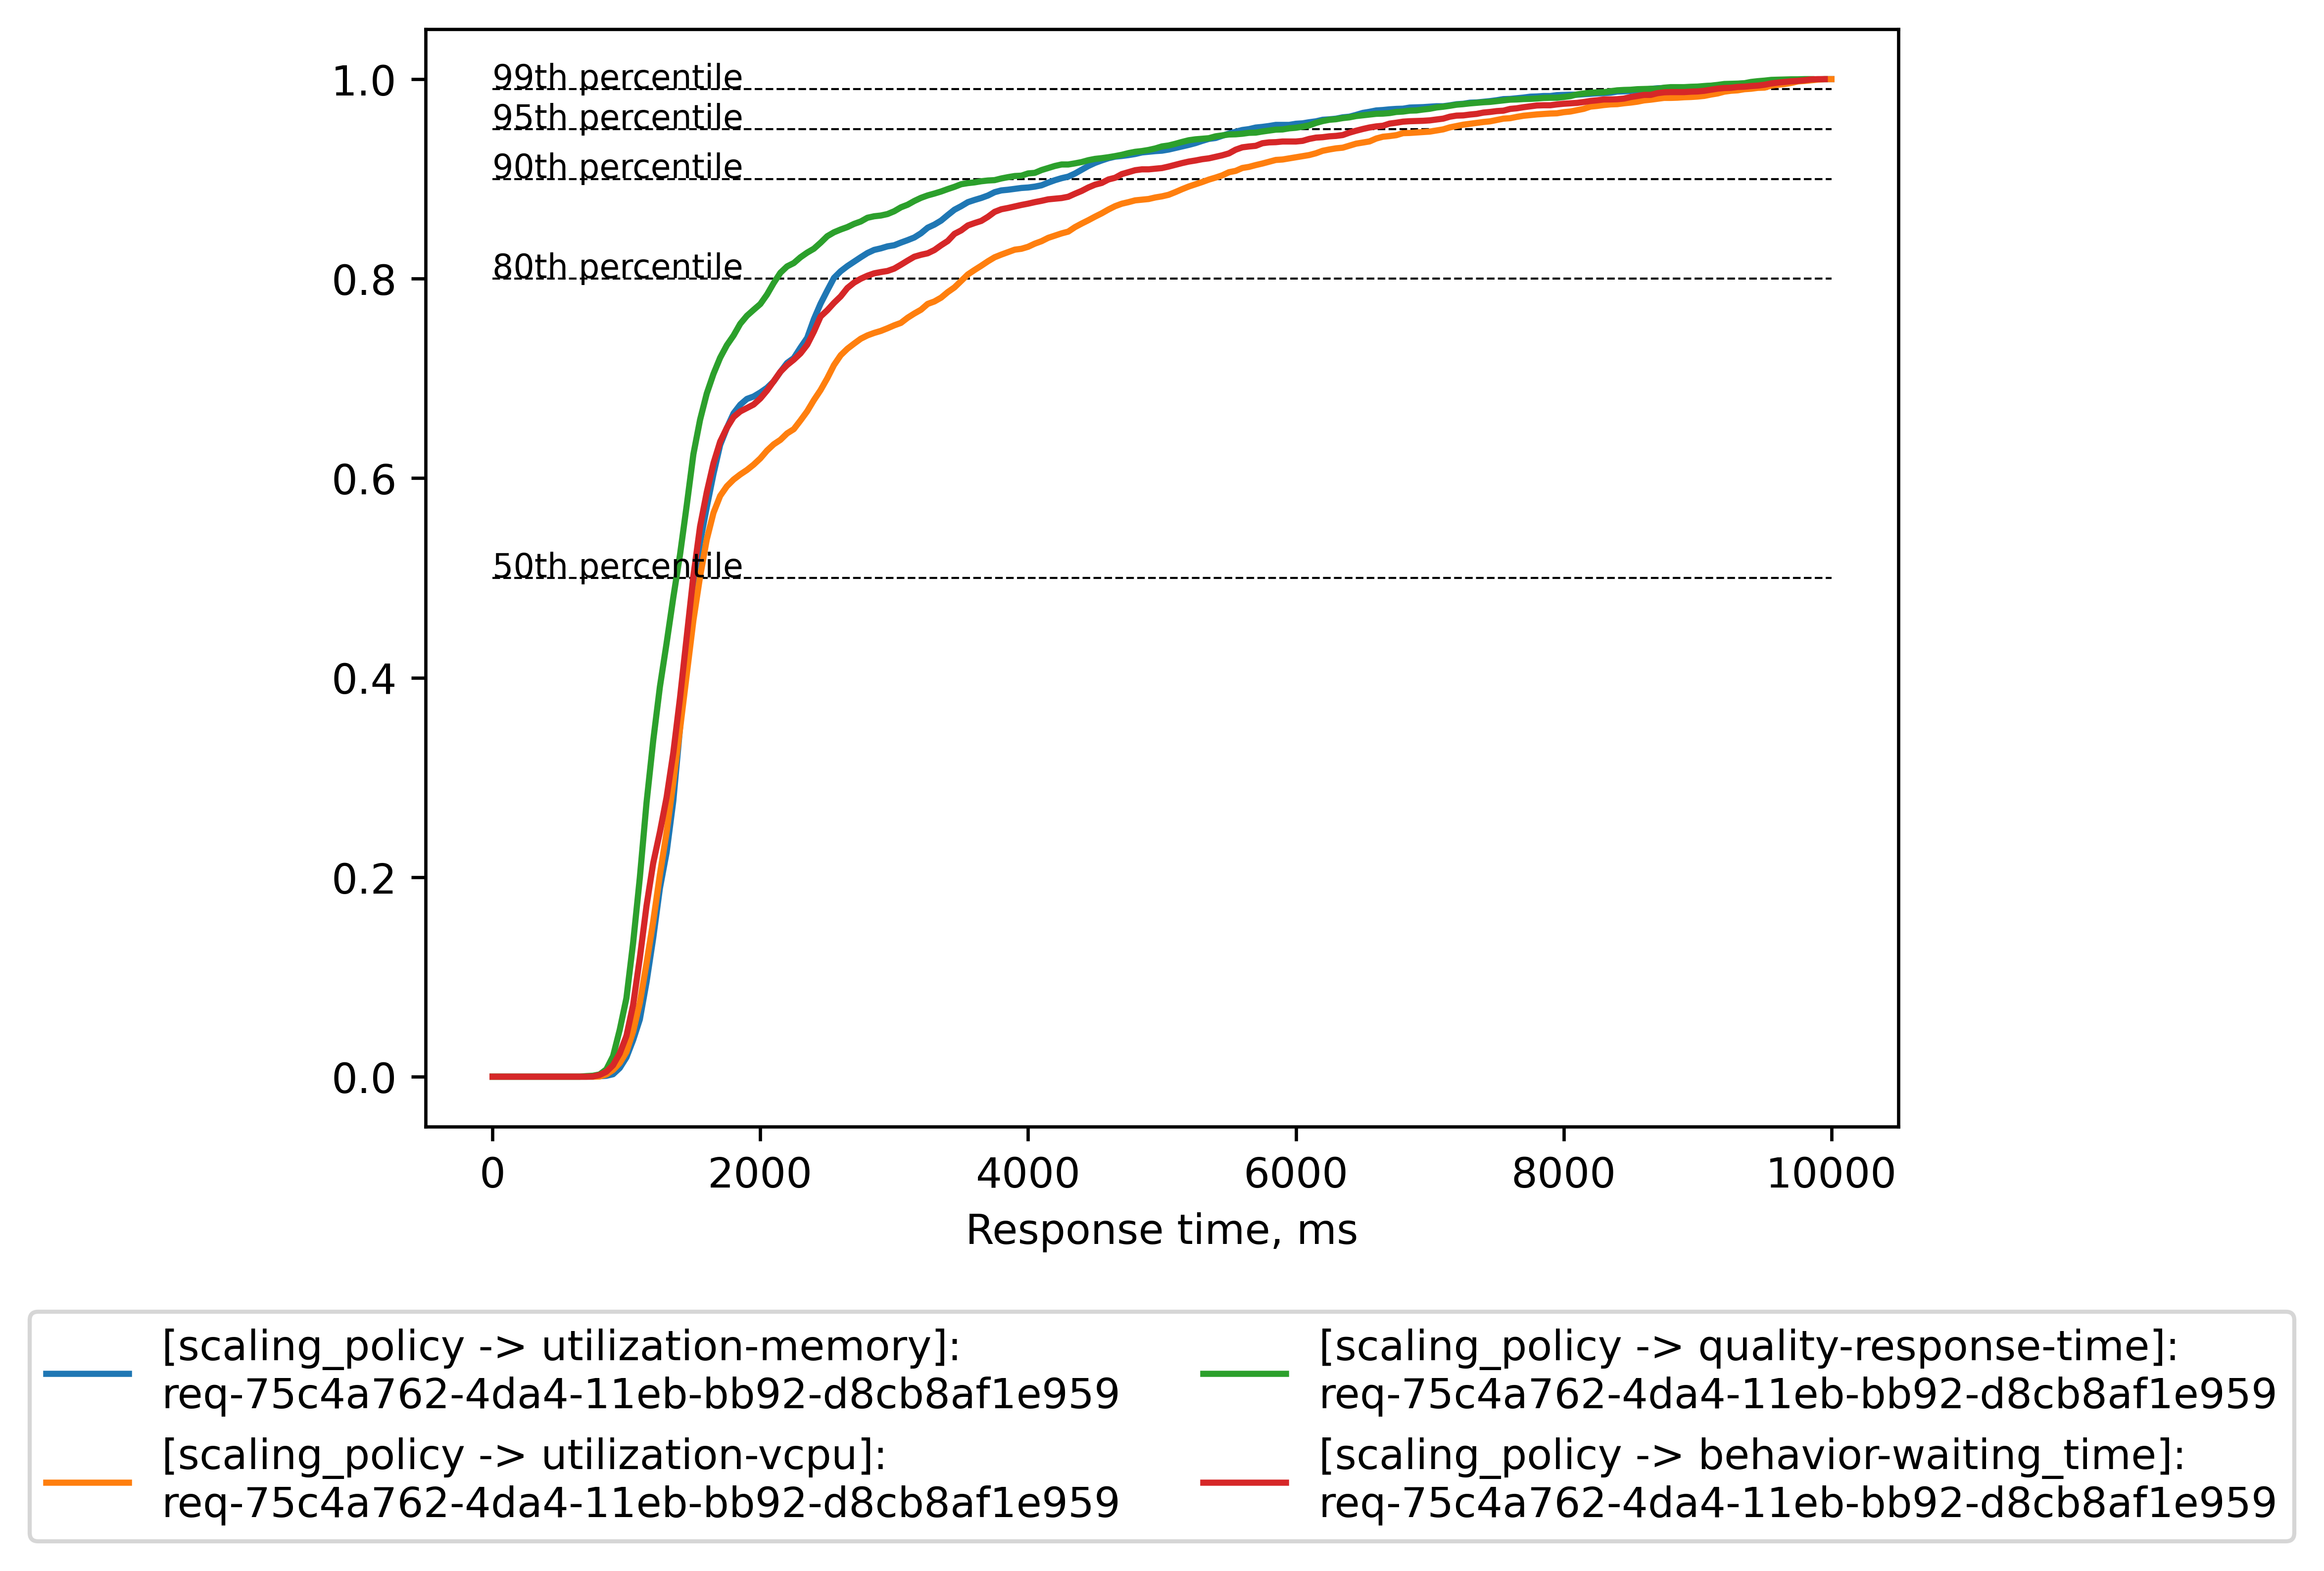 1.0
0.8
0.6
0.4
0.2
0.0
99th percentile
95th percentile
90th percentile
80th percentile
50th percentile
0 2000 4000 6000 8000 10000
Response time, ms
[scaling_policy -> utilization-memory]:
req-75c4a762-4da4-11eb-bb92-d8cb8af1e959
[scaling_policy -> utilization-vcpu]:
req-75c4a762-4da4-11eb-bb92-d8cb8af1e959
[scaling_policy -> quality-response-time]:
req-75c4a762-4da4-11eb-bb92-d8cb8af1e959
[scaling_policy -> behavior-waiting_time]:
req-75c4a762-4da4-11eb-bb92-d8cb8af1e959